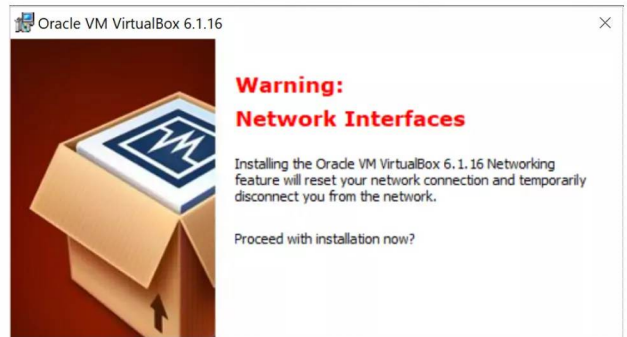 Oracle VM VirtualBox 6.1.16
Warning:
Network Interfaces
Installing the Oracle VM VirtualBox 6.1.16 Networking
feature will reset your network connection and temporarily
disconnect you from the network.
Proceed with installation now?